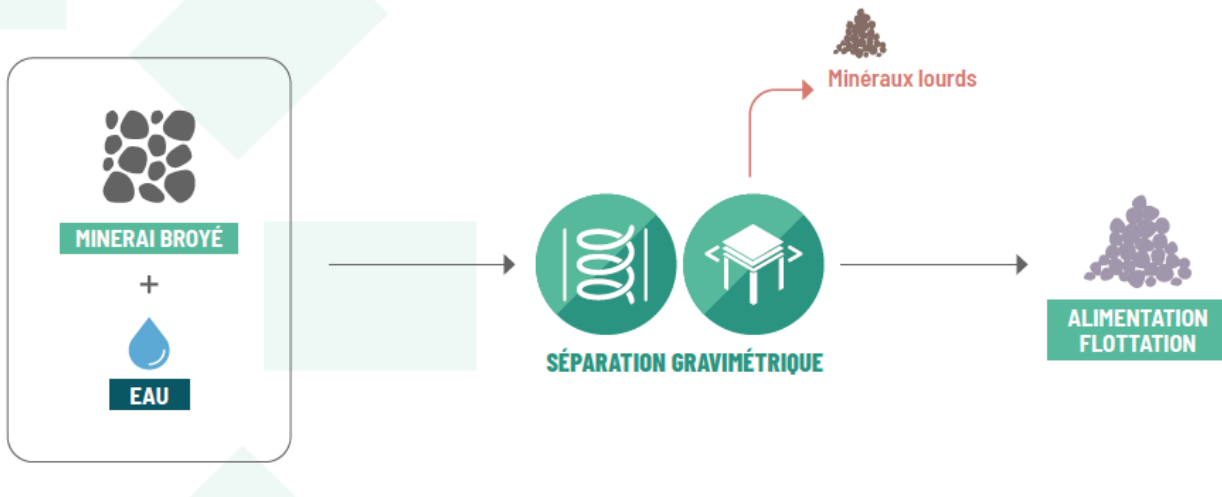 MINERAI BROYÉ
+
EAU
SÉPARATION GRAVIMÉTRIQUE
Minéraux lourds
ALIMENTATION
FLOTTATION